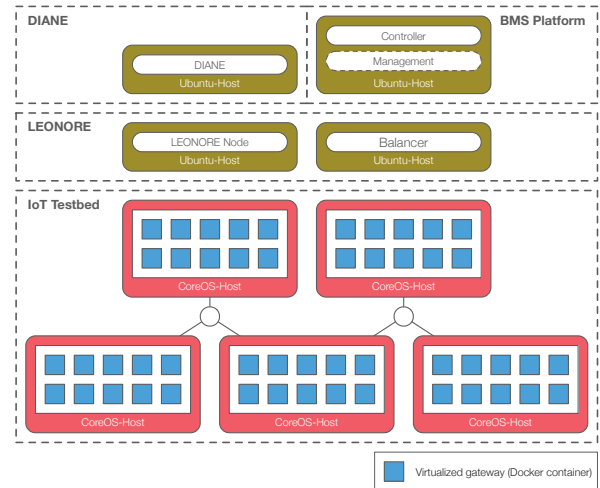 DIANE
BMS Platform
Controller
DIANE
Management
Ubuntu-Host
Ubuntu-Host
LEONORE
LEONORE Node
Balancer
Ubuntu-Host
Ubuntu-Host
IoT Testbed
CoreOS-Host
CoreOS-Host
CoreOS-Host
CoreOS-Host
CoreOS-Host
Virtualized gateway (Docker container)